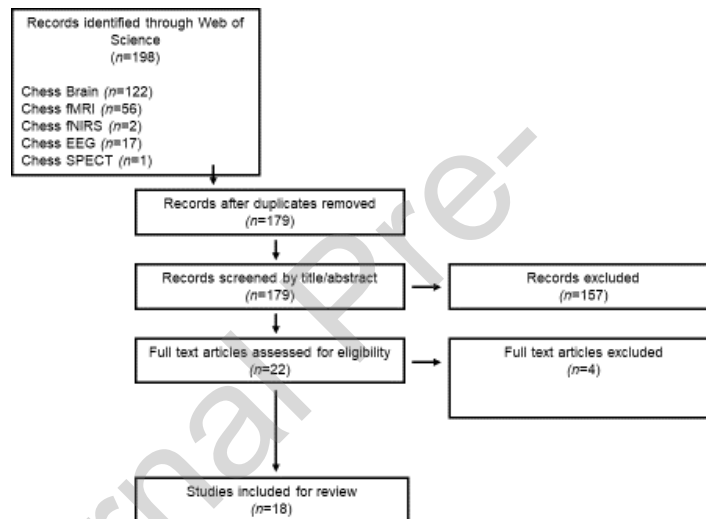 Records identified through Web of
Science
(n=198)
Chess Brain (n=122)
Chess fMRI (n=56)
Chess fNIRS (n=2)
Chess EEG (n=17)
Chess SPECT (n=1)
Records after duplicates removed
(n=179)
Records screened by title/abstract
(n=179)
Records excluded
(n=157)
Full text articles assessed for eligibility
(n=22)
Full text articles excluded
(n=4)
Studies included for review
(n=18)
rnal Pre-